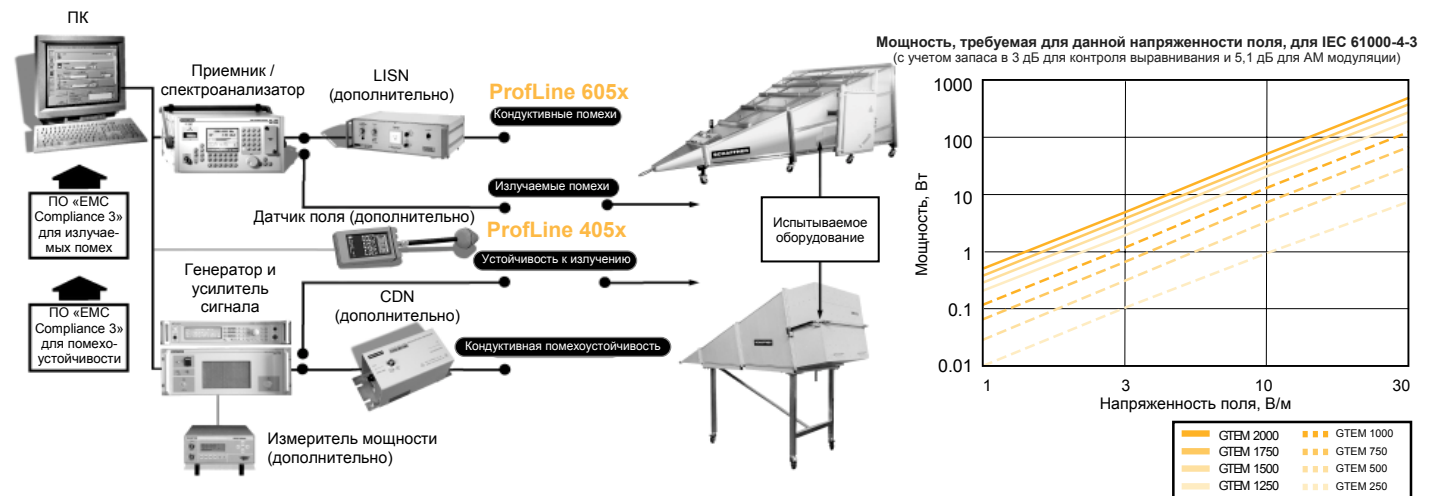 ПК
Приемник /
спектроанализатор
LISN
(дополнительно)
ProfLine 605x
Кондуктивные помехи
SCHAFFNER
ПО «EMC
Compliance 3»
для излучае-
мых помех
Излучаемые помехи
Датчик поля (дополнительно)
ProfLine 405x
Устойчивость к излучению
Испытываемое
оборудование
ПО «EMC
Compliance 3»
для помехо-
устойчивости
Генератор и
усилитель
сигнала
CDN
(дополнительно)
Кондуктивная помехоустойчивость
Измеритель мощности
(дополнительно)
Мощность, требуемая для данной напряженности поля, для IEC 61000-4-3
(с учетом запаса в 3 дБ для контроля выравнивания и 5,1 дБ для АМ модуляции)
Мощность, Вт
1000
100
10
1
0.1
0.01
1 3 10 30
Напряженность поля, В/м
GTEM 2000 GTEM 1000
GTEM 1750 GTEM 750
GTEM 1500 GTEM 500
GTEM 1250 GTEM 250